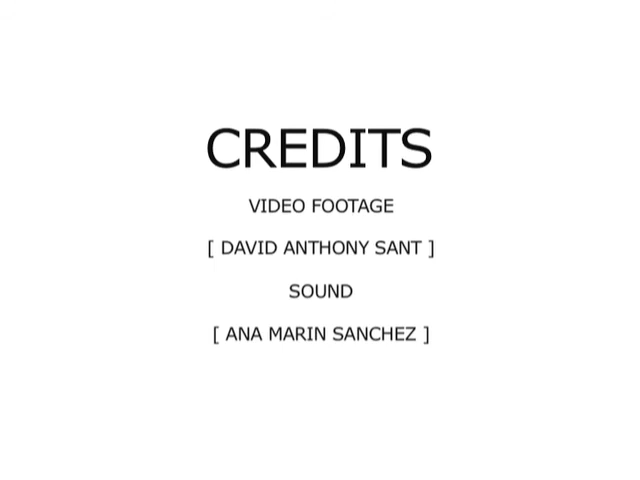 CREDITS
VIDEO FOOTAGE
[ DAVID ANTHONY SANT ]
SOUND
[ ANA MARIN SANCHEZ ]